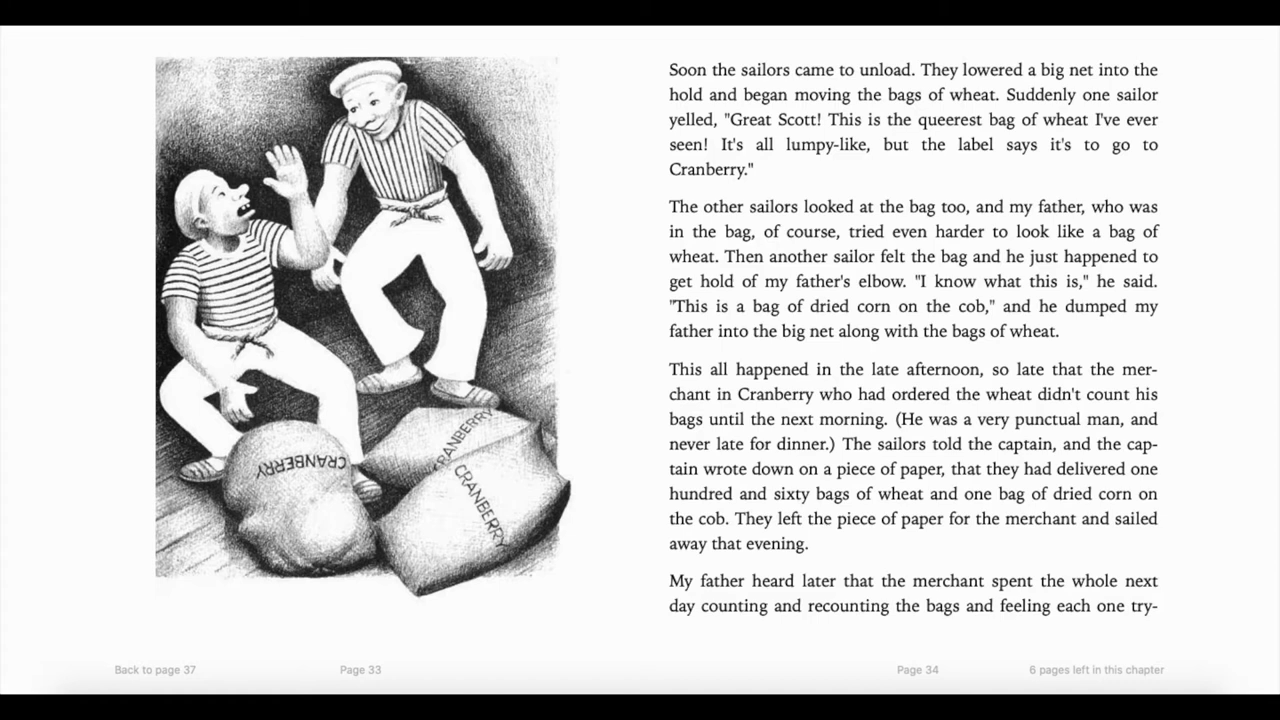 Soon the sailors came to unload. They lowered a big net into the
hold and began moving the bags of wheat. Suddenly one sailor
yelled, "Great Scott! This is the queerest bag of wheat I've ever
seen! It's all lumpy-like, but the label says it's to go to
Cranberry."
The other sailors looked at the bag too, and my father, who was
in the bag, of course, tried even harder to look like a bag of
wheat. Then another sailor felt the bag and he just happened to
get hold of my father's elbow. "I know what this is," he said.
"This is a bag of dried corn on the cob," and he dumped my
father into the big net along with the bags of wheat.
This all happened in the late afternoon, so late that the mer-
chant in Cranberry who had ordered the wheat didn't count his
bags until the next morning. (He was a very punctual man, and
never late for dinner.) The sailors told the captain, and the cap-
tain wrote down on a piece of paper, that they had delivered one
hundred and sixty bags of wheat and one bag of dried corn on
the cob. They left the piece of paper for the merchant and sailed
away that evening.
My father heard later that the merchant spent the whole next
day counting and recounting the bags and feeling each one try-
CRANBERRY
CRANBERRY
CRANBERRY
Back to page 37
Page 33
Page 34
6 pages left in this chapter